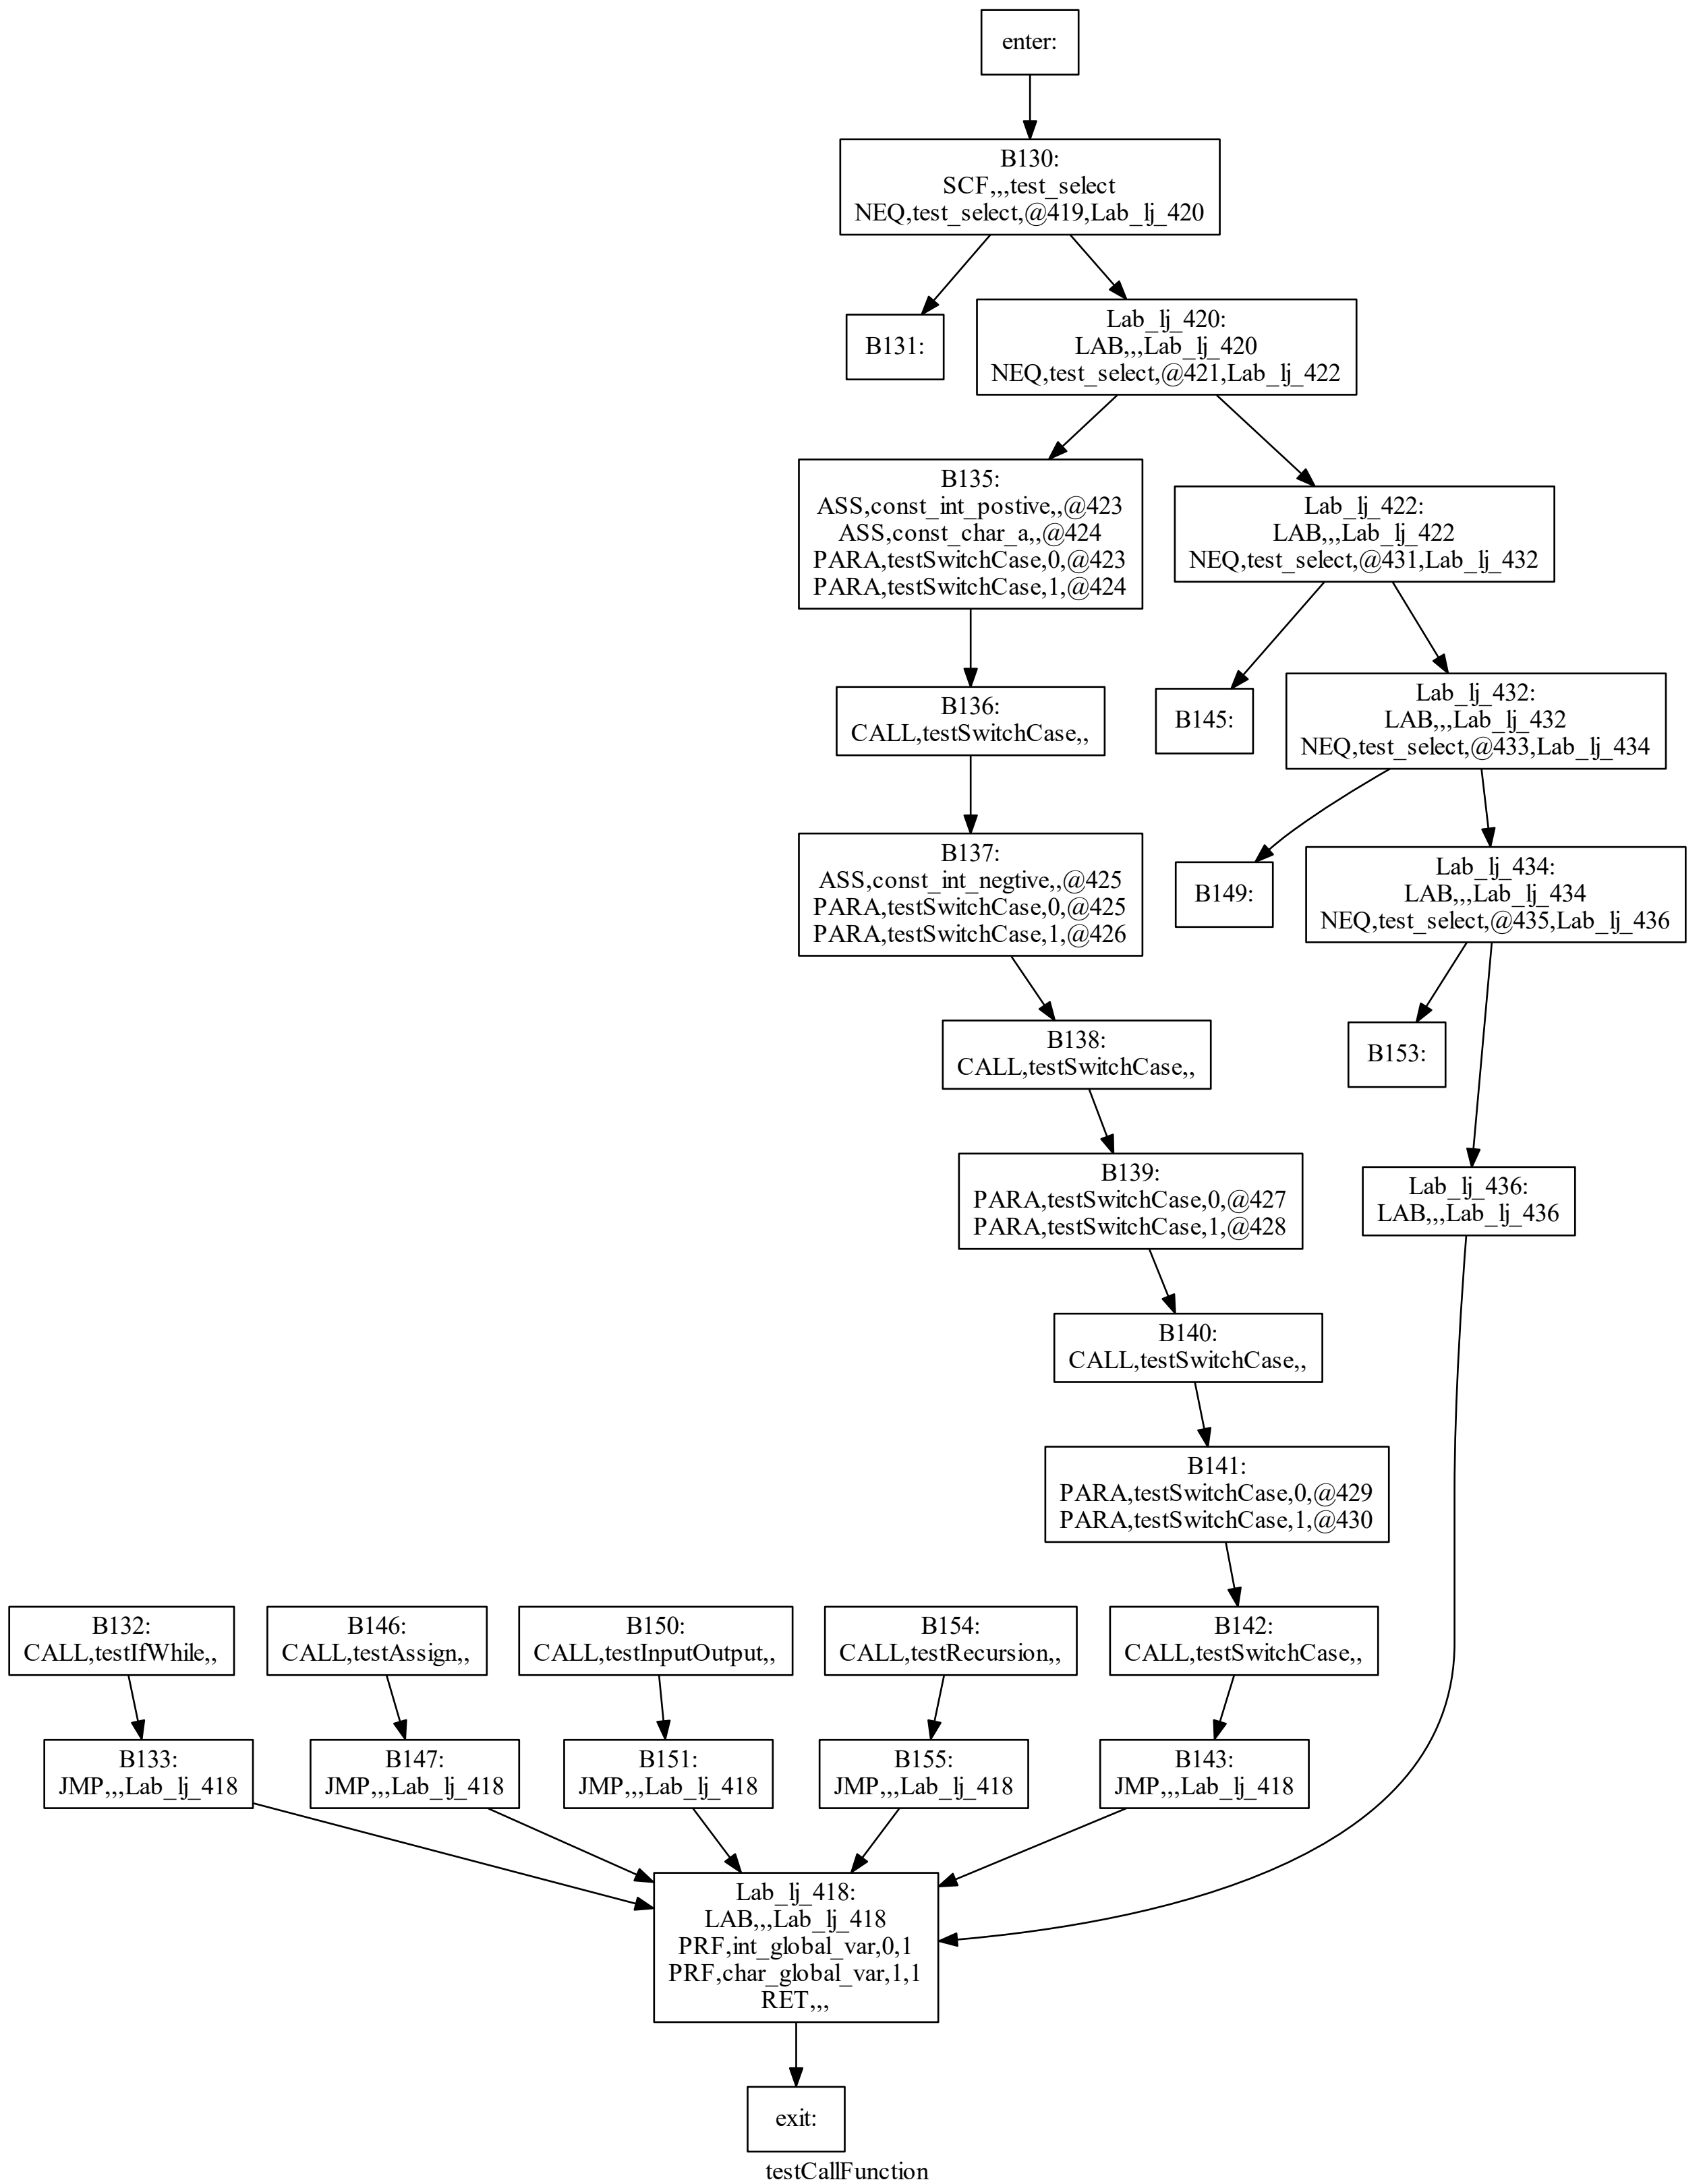 enter:
B130:
SCF,,,test_select
NEQ,test_select,@419,Lab_lj_420
B131:
Lab_lj_420:
LAB,,,Lab_lj_420
NEQ,test_select,@421,Lab_lj_422
B135:
ASS,const_int_postive,,@423
ASS,const_char_a,,@424
PARA,testSwitchCase,0,@423
PARA,testSwitchCase,1,@424
Lab_lj_422:
LAB,,,Lab_lj_422
NEQ,test_select,@431,Lab_lj_432
B136:
CALL,testSwitchCase,,
B145:
Lab_lj_432:
LAB,,,Lab_lj_432
NEQ,test_select,@433,Lab_lj_434
B137:
ASS,const_int_negtive,,@425
PARA,testSwitchCase,0,@425
PARA,testSwitchCase,1,@426
B149:
Lab_lj_434:
LAB,,,Lab_lj_434
NEQ,test_select,@435,Lab_lj_436
B138:
CALL,testSwitchCase,,
B153:
B139:
PARA,testSwitchCase,0,@427
PARA,testSwitchCase,1,@428
Lab_lj_436:
LAB,,,Lab_lj_436
B140:
CALL,testSwitchCase,,
B141:
PARA,testSwitchCase,0,@429
PARA,testSwitchCase,1,@430
B132:
CALL,testIfWhile,,
B146:
CALL,testAssign,,
B150:
CALL,testInputOutput,,
B154:
CALL,testRecursion,,
B142:
CALL,testSwitchCase,,
B133:
JMP,,,Lab_lj_418
B147:
JMP,,,Lab_lj_418
B151:
JMP,,,Lab_lj_418
B155:
JMP,,,Lab_lj_418
B143:
JMP,,,Lab_lj_418
Lab_lj_418:
LAB,,,Lab_lj_418
PRF,int_global_var,0,1
PRF,char_global_var,1,1
RET,,,
exit:
testCallFunction